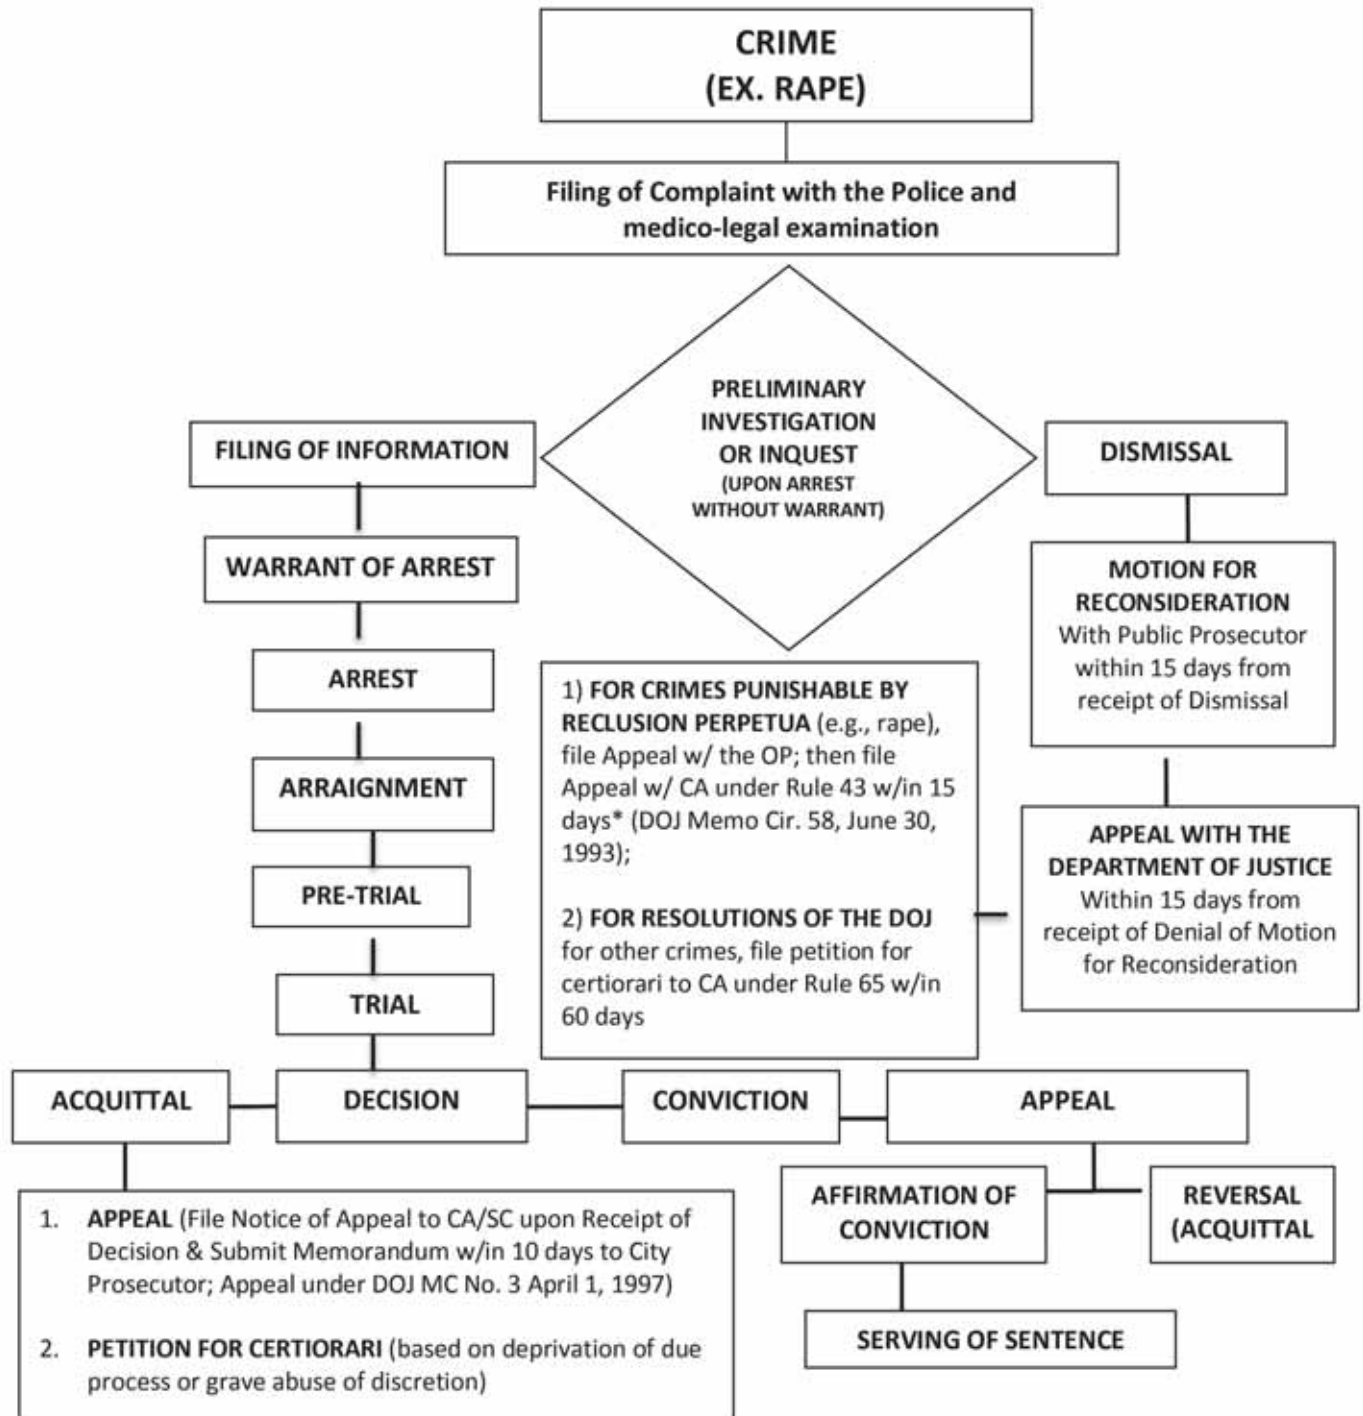 CRIME
(EX. RAPE)
Filing of Complaint with the Police and
medico-legal examination
PRELIMINARY
INVESTIGATION
OR INQUEST
(UPON ARREST
WITHOUT WARRANT)
FILING OF INFORMATION
WARRANT OF ARREST
ARREST
ARRAIGNMENT
PRE-TRIAL
TRIAL
DISMISSAL
MOTION FOR
RECONSIDERATION
With Public Prosecutor
within 15 days from
receipt of Dismissal
APPEAL WITH THE
DEPARTMENT OF JUSTICE
Within 15 days from
receipt of Denial of Motion
for Reconsideration
1) FOR CRIMES PUNISHABLE BY
RECLUSION PERPETUA (e.g., rape),
file Appeal w/ the OP; then file
Appeal w/ CA under Rule 43 w/in 15
days* (DOJ Memo Cir. 58, June 30,
1993);
2) FOR RESOLUTIONS OF THE DOJ
for other crimes, file petition for
certiorari to CA under Rule 65 w/in
60 days
ACQUITTAL
DECISION
CONVICTION
APPEAL
1. APPEAL (File Notice of Appeal to CA/SC upon Receipt of
Decision & Submit Memorandum w/in 10 days to City
Prosecutor; Appeal under DOJ MC No. 3 April 1, 1997)
2. PETITION FOR CERTIORARI (based on deprivation of due
process or grave abuse of discretion)
AFFIRMATION OF
CONVICTION
REVERSAL
(ACQUITTAL
SERVING OF SENTENCE